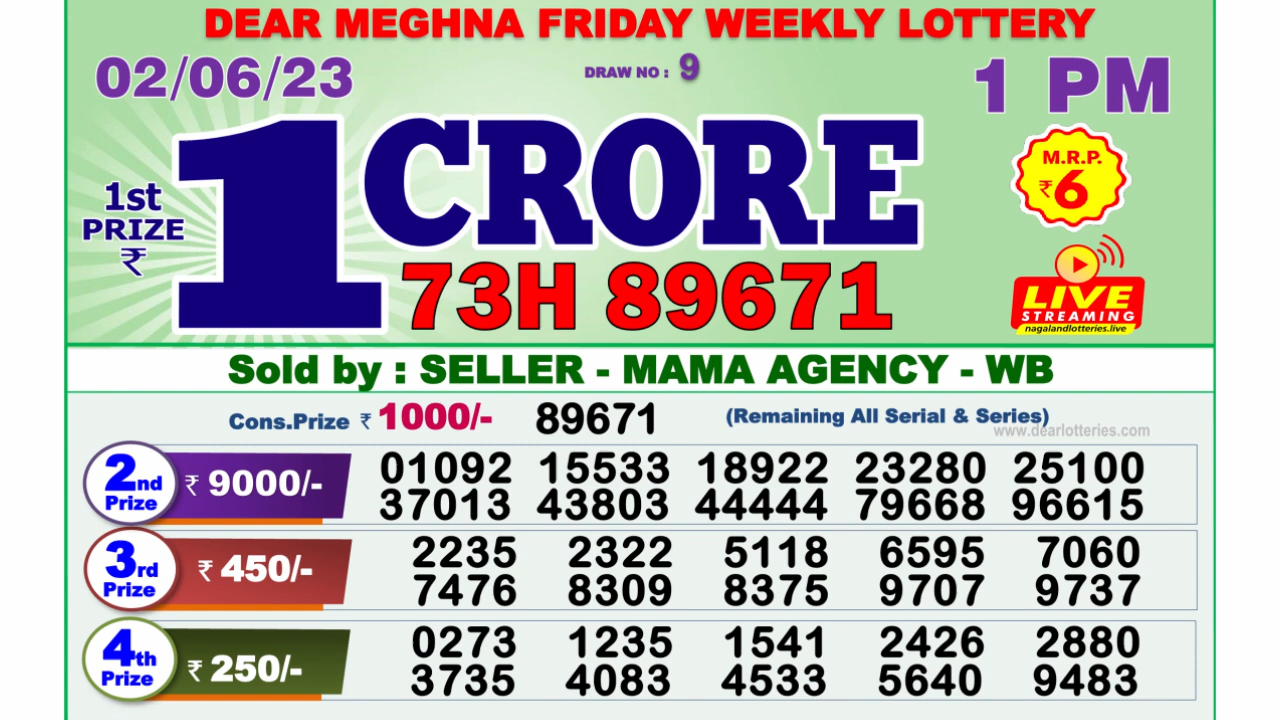 DEAR MEGHNA FRIDAY WEEKLY LOTTERY
02/06/23
DRAW NO : 9
1 PM
1st
PRIZE
₹
1 CRORE
73H 89671
M.R.P.
₹6
LIVE
STREAMING
nagalandlotteries.live
Sold by : SELLER - MAMA AGENCY - WB
Cons.Prize ₹ 1000/- 89671 (Remaining All Serial & Series)
www.dearlotteries.com
2nd Prize ₹ 9000/-
01092 15533 18922 23280 25100
37013 43803 44444 79668 96615
3rd Prize ₹ 450/-
2235 2322 5118 6595 7060
7476 8309 8375 9707 9737
4th Prize ₹ 250/-
0273 1235 1541 2426 2880
3735 4083 4533 5640 9483